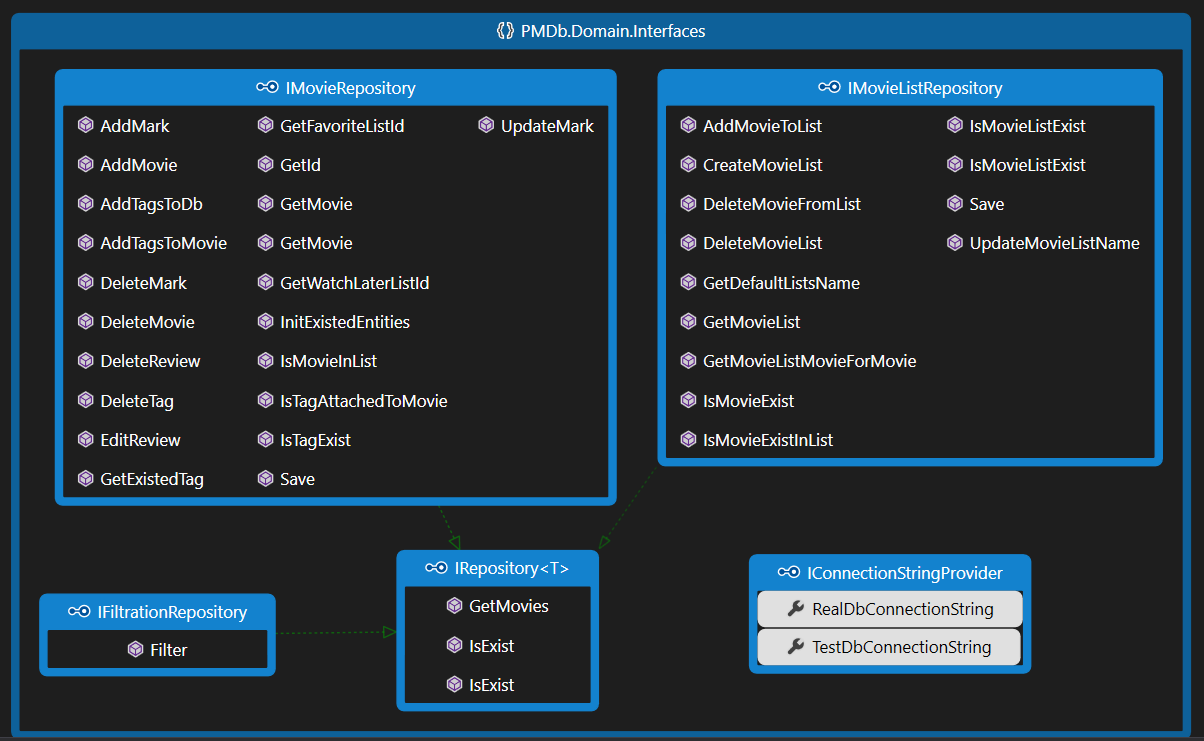 PMDb.Domain.Interfaces
IMovieRepository
AddMark
AddMovie
AddTagsToDb
AddTagsToMovie
DeleteMark
DeleteMovie
DeleteReview
DeleteTag
EditReview
GetExistedTag
GetFavoriteListId
GetId
GetMovie
GetMovie
GetWatchLaterListId
InitExistedEntities
IsMovieInList
IsTagAttachedToMovie
IsTagExist
Save
UpdateMark
IMovieListRepository
AddMovieToList
CreateMovieList
DeleteMovieFromList
DeleteMovieList
GetDefaultListsName
GetMovieList
GetMovieListMovieForMovie
IsMovieExist
IsMovieExistInList
IsMovieListExist
IsMovieListExist
Save
UpdateMovieListName
IFiltrationRepository
Filter
IRepository<T>
GetMovies
IsExist
IsExist
IConnectionStringProvider
RealDbConnectionString
TestDbConnectionString